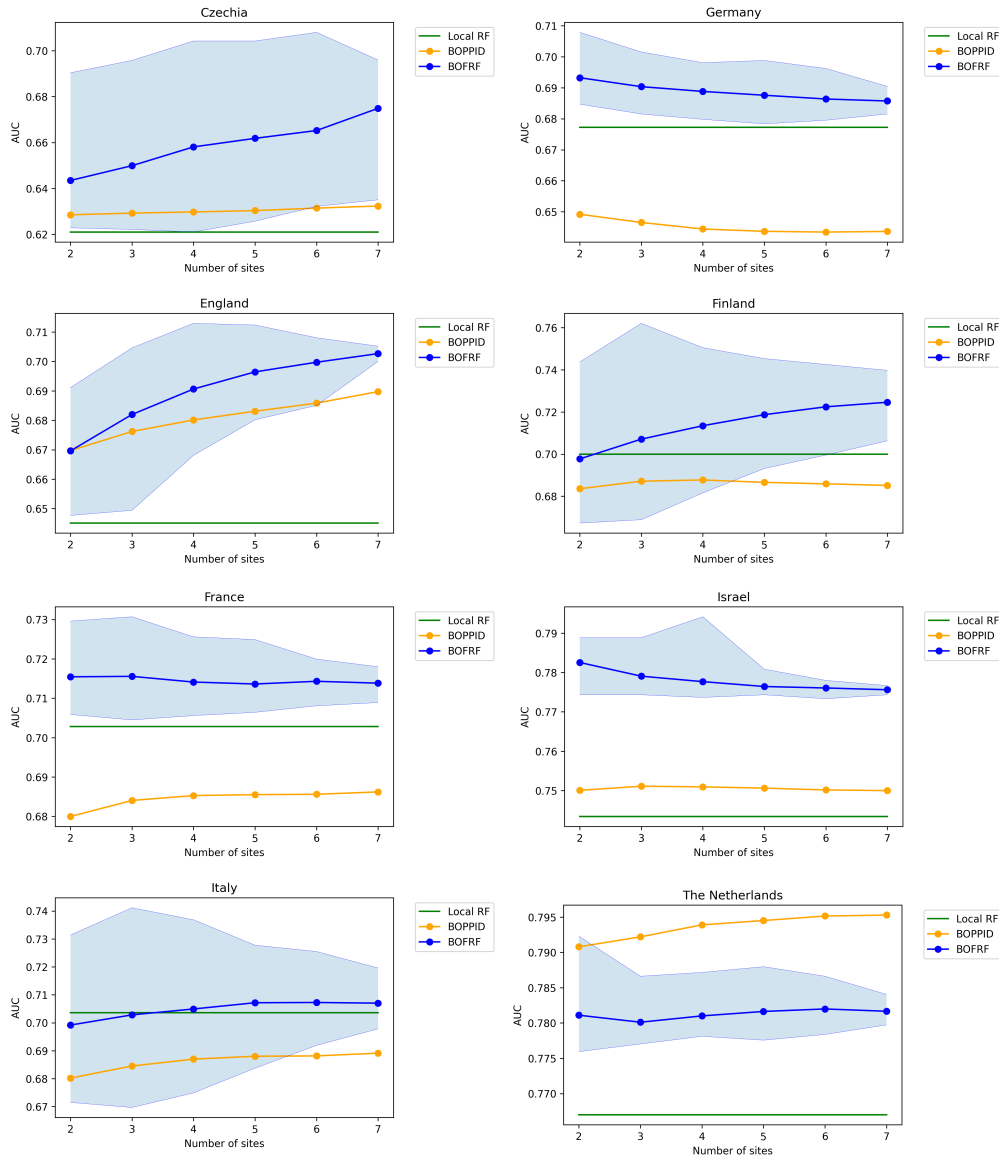 Czechia
0.70
0.68
0.66
0.64
0.62
AUC
2 3 4 5 6 7
Number of sites
Local RF
BOPPID
BOFRF
Germany
0.71
0.70
0.69
0.68
0.67
0.66
0.65
AUC
2 3 4 5 6 7
Number of sites
Local RF
BOPPID
BOFRF
England
0.71
0.70
0.69
0.68
0.67
0.66
0.65
AUC
2 3 4 5 6 7
Number of sites
Local RF
BOPPID
BOFRF
Finland
0.76
0.74
0.72
0.70
0.68
AUC
2 3 4 5 6 7
Number of sites
Local RF
BOPPID
BOFRF
France
0.73
0.72
0.71
0.70
0.69
0.68
AUC
2 3 4 5 6 7
Number of sites
Local RF
BOPPID
BOFRF
Israel
0.79
0.78
0.77
0.76
0.75
AUC
2 3 4 5 6 7
Number of sites
Local RF
BOPPID
BOFRF
Italy
0.74
0.73
0.72
0.71
0.70
0.69
0.68
0.67
AUC
2 3 4 5 6 7
Number of sites
Local RF
BOPPID
BOFRF
The Netherlands
0.795
0.790
0.785
0.780
0.775
0.770
AUC
2 3 4 5 6 7
Number of sites
Local RF
BOPPID
BOFRF